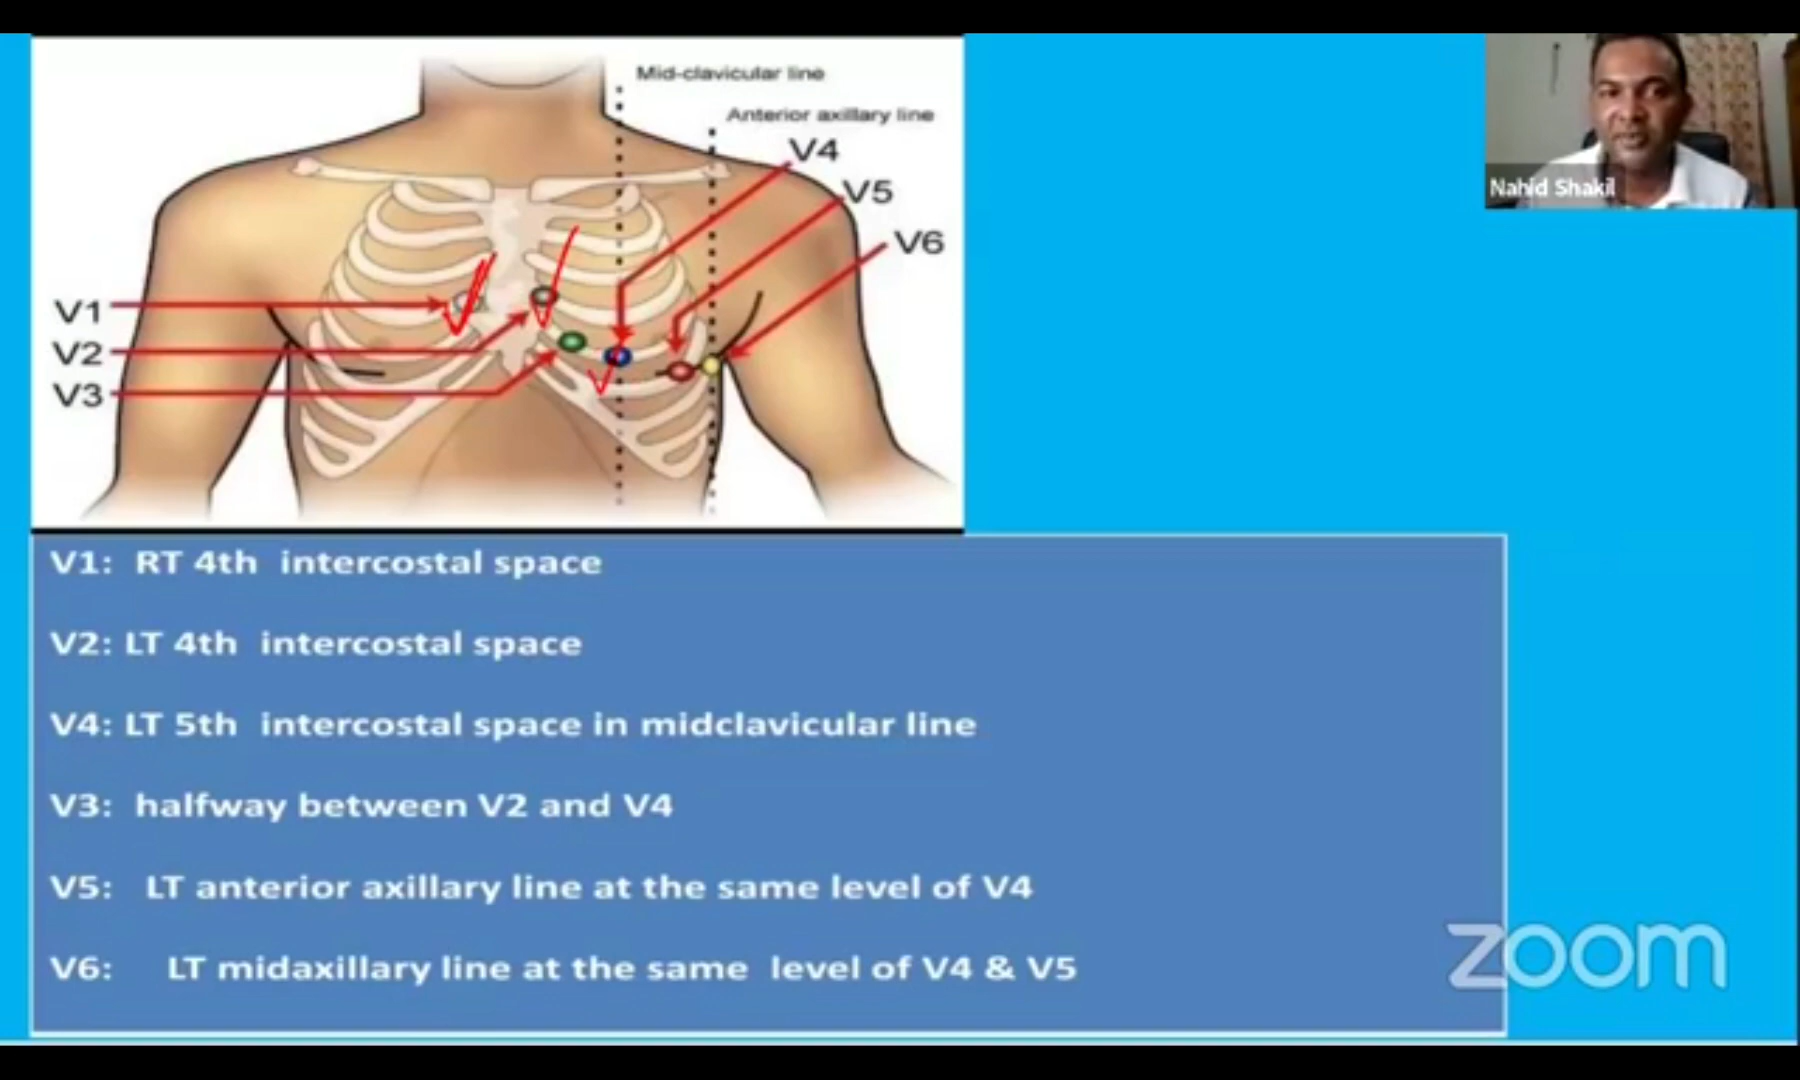 Mid-clavicular line
Anterior axillary line
V4
V5
V6
V1
V2
V3
Nahid Shakil
V1: RT 4th intercostal space
V2: LT 4th intercostal space
V4: LT 5th intercostal space in midclavicular line
V3: halfway between V2 and V4
V5: LT anterior axillary line at the same level of V4
V6: LT midaxillary line at the same level of V4 & V5
zoom